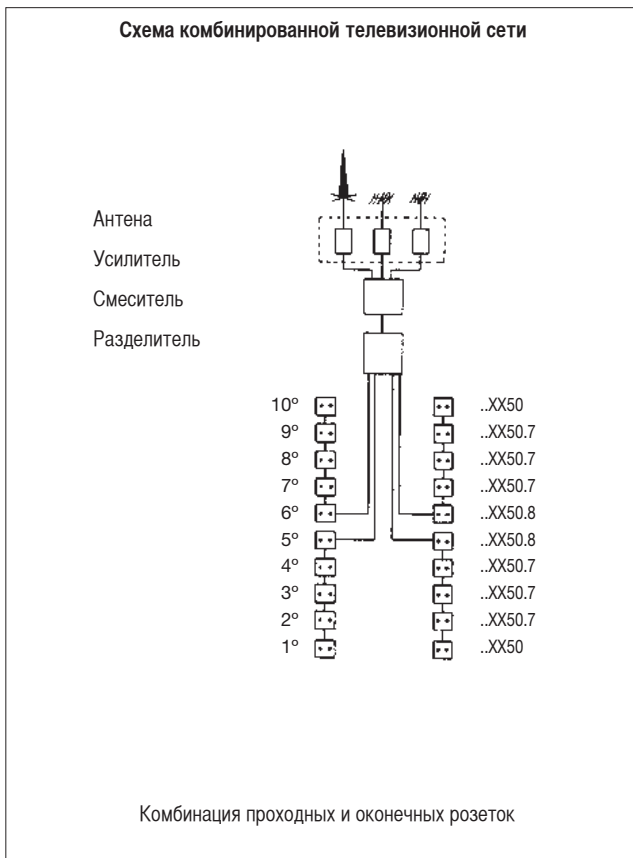 Схема комбинированной телевизионной сети
Антена
Усилитель
Смеситель
Разделитель
10º ..XX50
9º ..XX50.7
8º ..XX50.7
7º ..XX50.7
6º ..XX50.8
5º ..XX50.8
4º ..XX50.7
3º ..XX50.7
2º ..XX50.7
1º ..XX50
Комбинация проходных и оконечных розеток